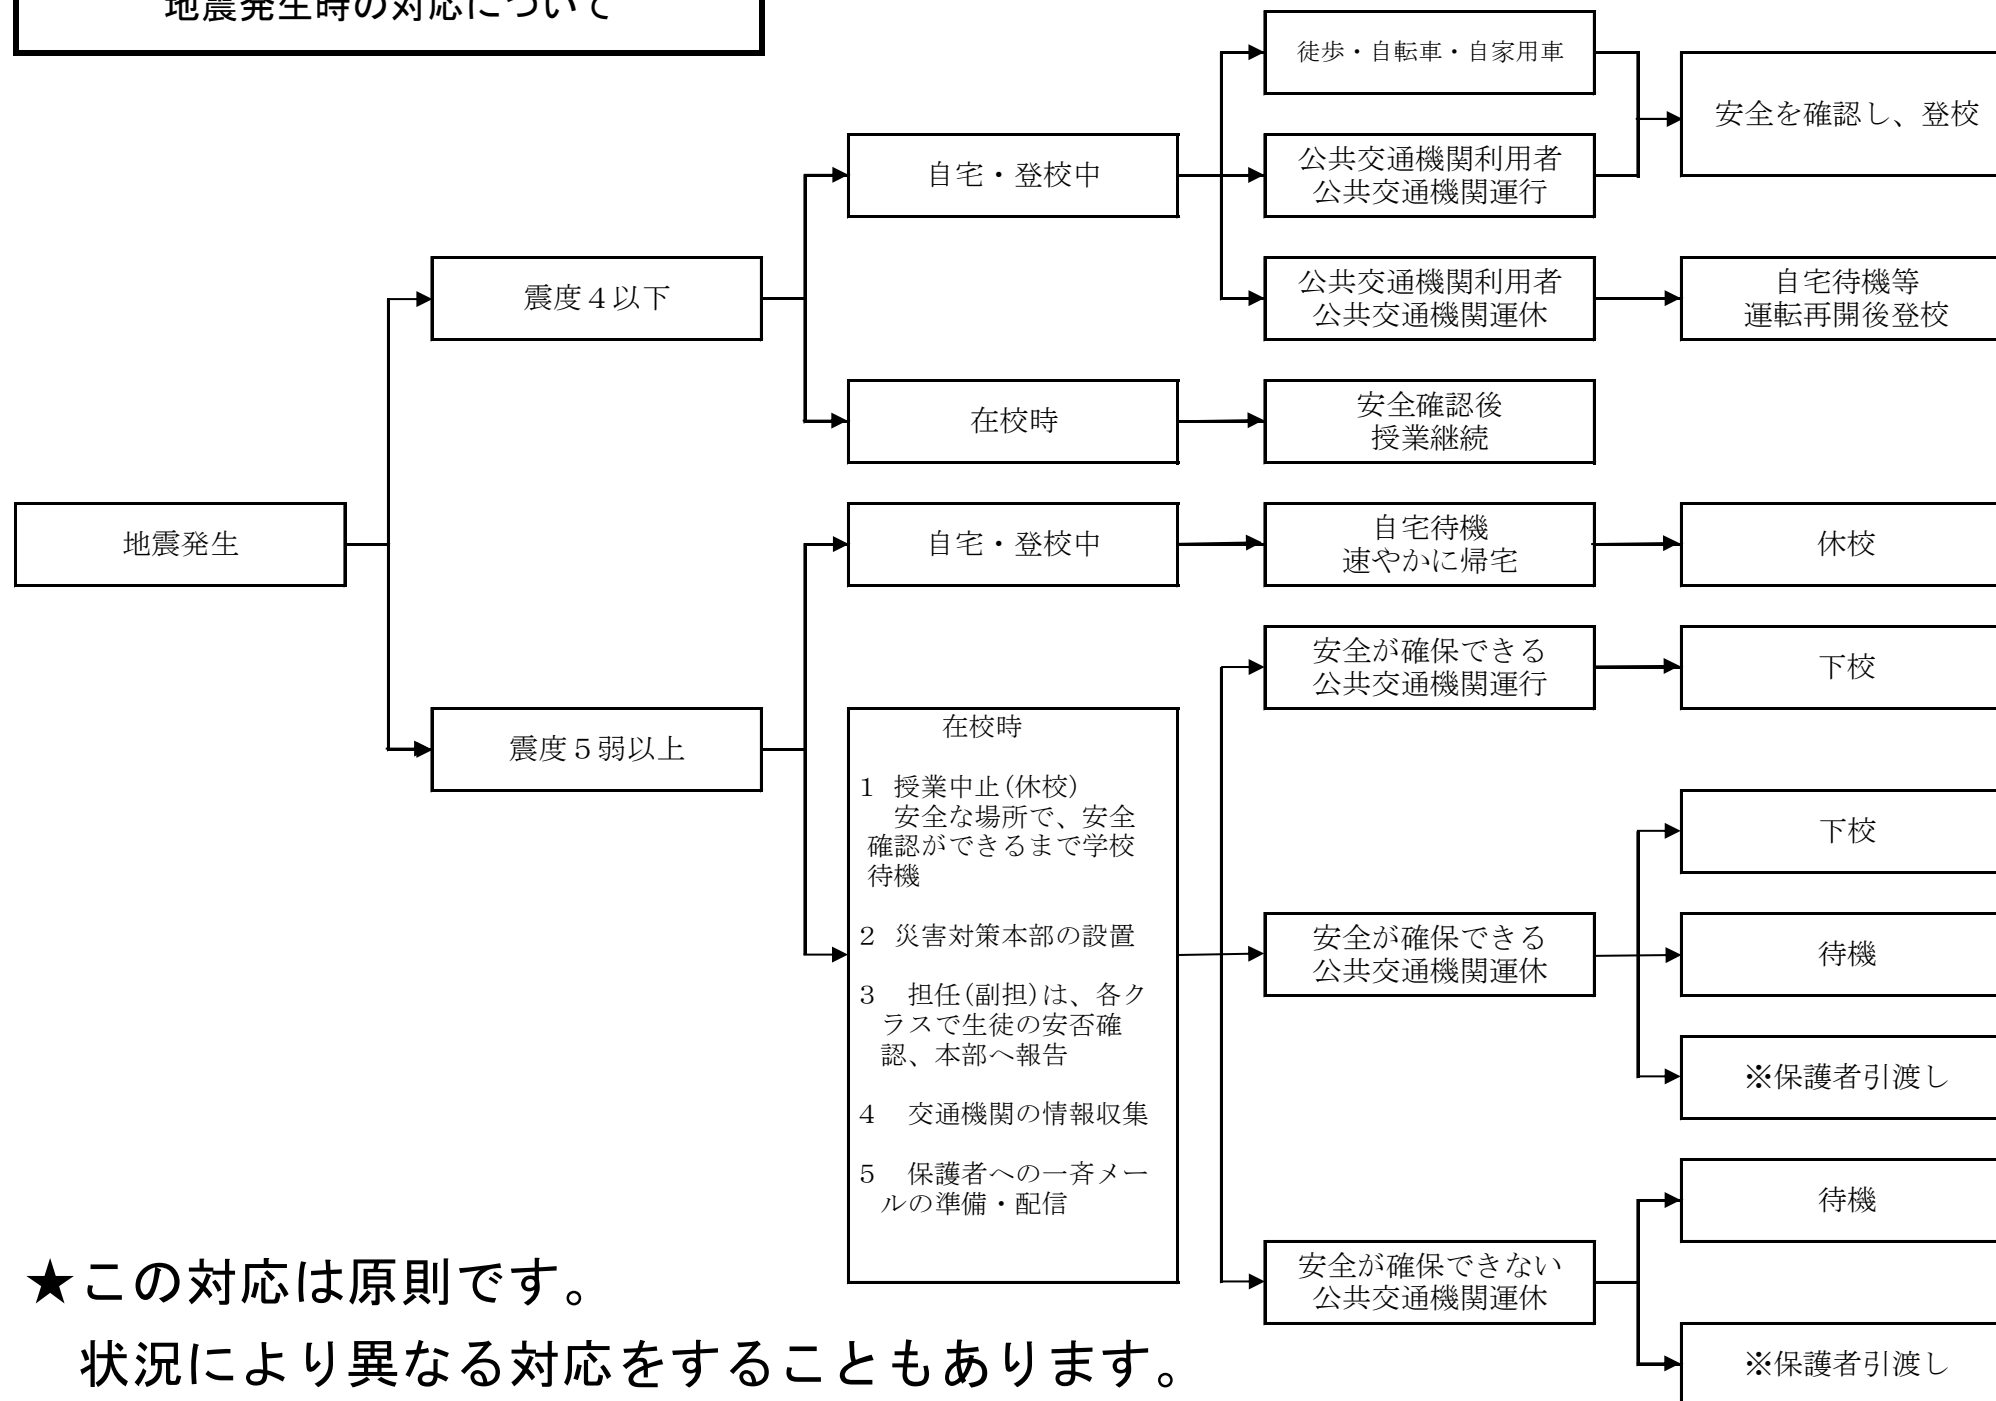 地震発生時の対応について
徒歩・自転車・自家用車
安全を確認し、登校
自宅・登校中
公共交通機関利用者
公共交通機関運行
震度４以下
公共交通機関利用者
公共交通機関運休
自宅待機等
運転再開後登校
在校時
安全確認後
授業継続
地震発生
自宅・登校中
自宅待機
速やかに帰宅
休校
震度５弱以上
在校時
１ 授業中止(休校)
安全な場所で、安全
確認ができるまで学校
待機
２ 災害対策本部の設置
３ 担任(副担)は、各ク
ラスで生徒の安否確
認、本部へ報告
４ 交通機関の情報収集
５ 保護者への一斉メー
ルの準備・配信
安全が確保できる
公共交通機関運行
下校
安全が確保できる
公共交通機関運休
下校
待機
※保護者引渡し
安全が確保できない
公共交通機関運休
待機
※保護者引渡し
★この対応は原則です。
状況により異なる対応をすることもあります。